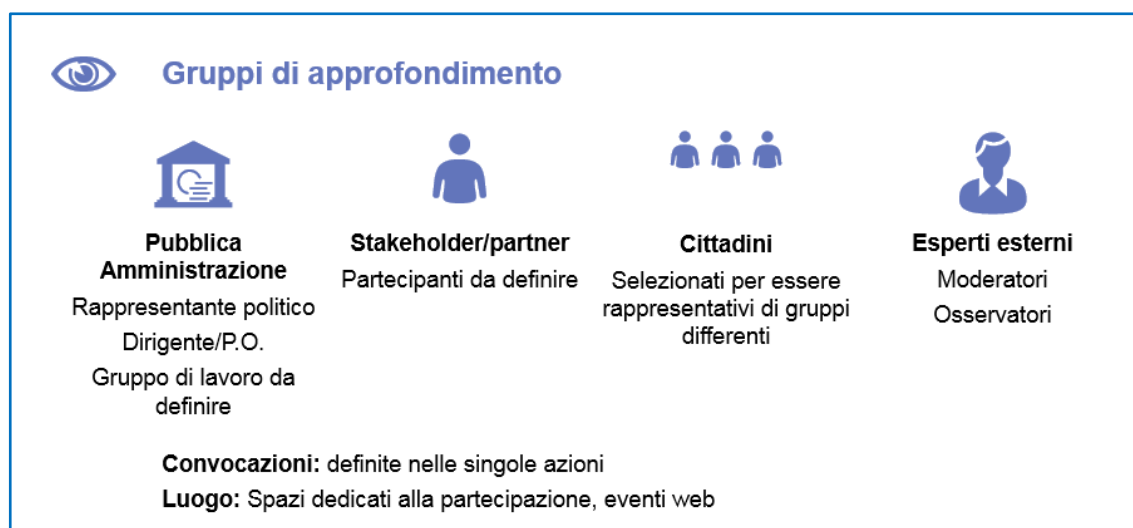 Gruppi di approfondimento
Pubblica
Amministrazione
Rappresentante politico
Dirigente/P.O.
Gruppo di lavoro da
definire
Stakeholder/partner
Partecipanti da definire
Cittadini
Selezionati per essere
rappresentativi di gruppi
differenti
Esperti esterni
Moderatori
Osservatori
Convocazioni: definite nelle singole azioni
Luogo: Spazi dedicati alla partecipazione, eventi web